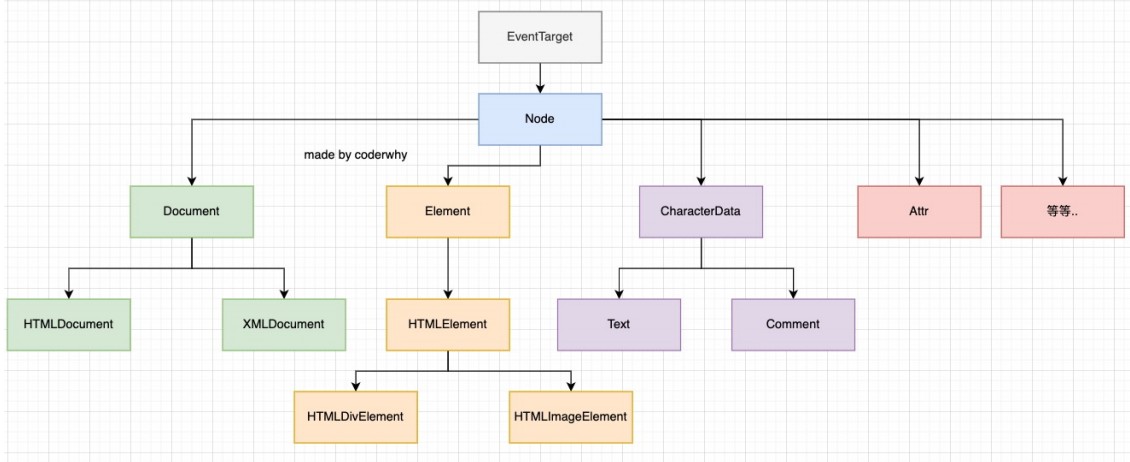 EventTarget
Node
made by coderwhy
Document
Element
CharacterData
Attr
等等..
HTMLDocument
XMLDocument
HTMLElement
Text
Comment
HTMLDivElement
HTMLImageElement